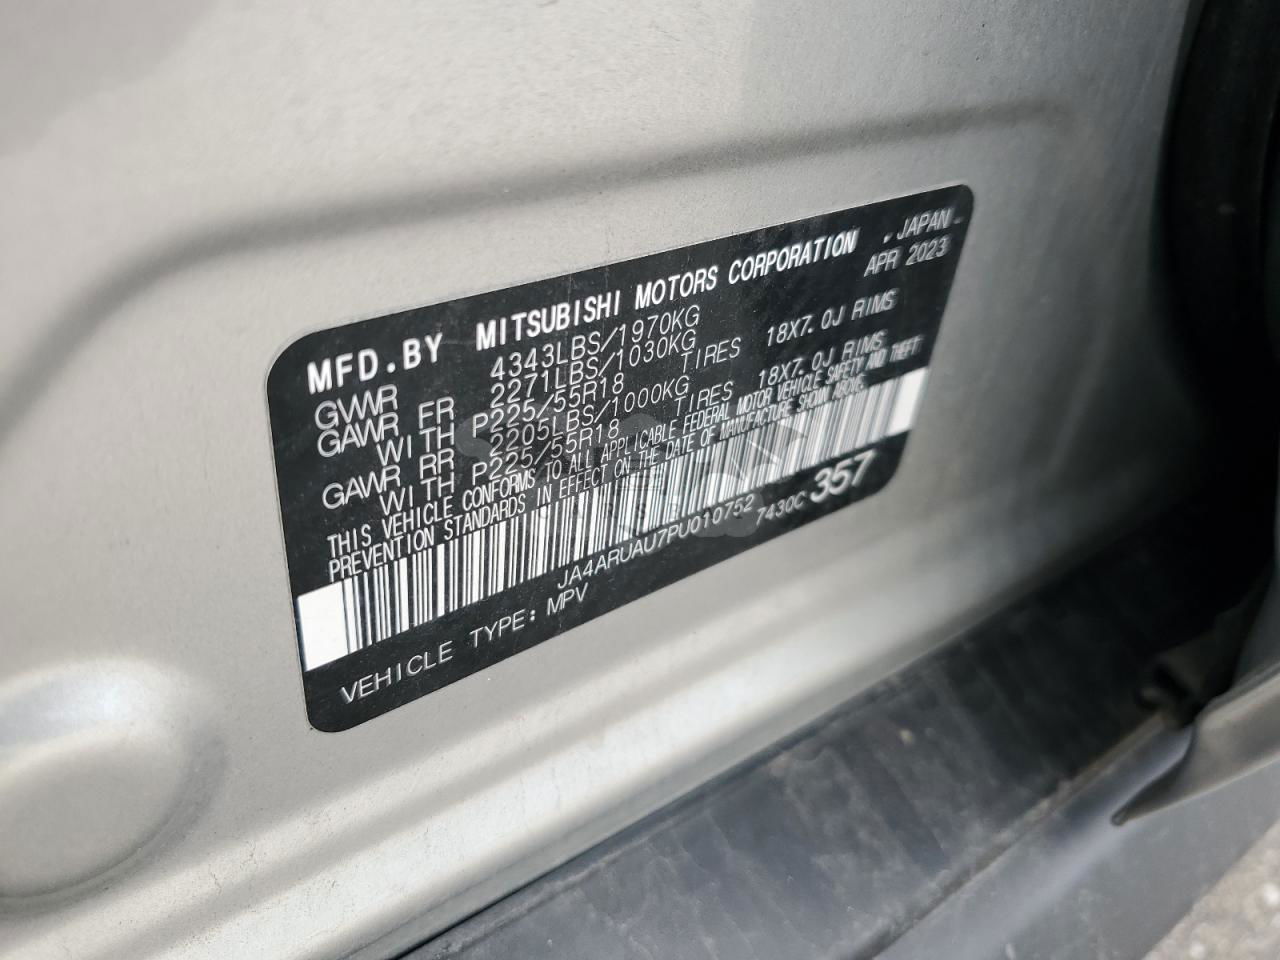 MFD. BY MITSUBISHI MOTORS CORPORATION JAPAN
APR 2023
GVWR 4343LBS/1970KG
GAWR FR 2271LBS/1030KG
WITH P225/55R18 TIRES 18X7.0J RIMS
GAWR RR 2205LBS/1000KG
WITH P225/55R18 TIRES 18X7.0J RIMS
THIS VEHICLE CONFORMS TO ALL APPLICABLE FEDERAL MOTOR VEHICLE SAFETY AND THEFT
PREVENTION STANDARDS IN EFFECT ON THE DATE OF MANUFACTURE SHOWN ABOVE.
JA4ARUAU7PU010752 7430C 357
VEHICLE TYPE: MPV